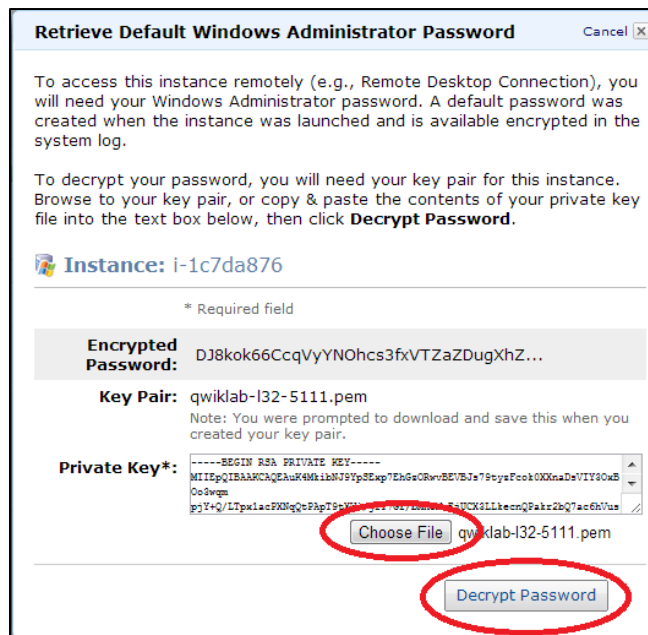 Retrieve Default Windows Administrator Password
Cancel
To access this instance remotely (e.g., Remote Desktop Connection), you
will need your Windows Administrator password. A default password was
created when the instance was launched and is available encrypted in the
system log.
To decrypt your password, you will need your key pair for this instance.
Browse to your key pair, or copy & paste the contents of your private key
file into the text box below, then click Decrypt Password.
Instance: i-1c7da876
* Required field
Encrypted
Password:
DJ8kok66CcqVyYNOhcs3fxVTZaZDugXhZ...
Key Pair: qwiklab-l32-5111.pem
Note: You were prompted to download and save this when you
created your key pair.
Private Key*:
-----BEGIN RSA PRIVATE KEY-----
Choose File qwiklab-l32-5111.pem
Decrypt Password